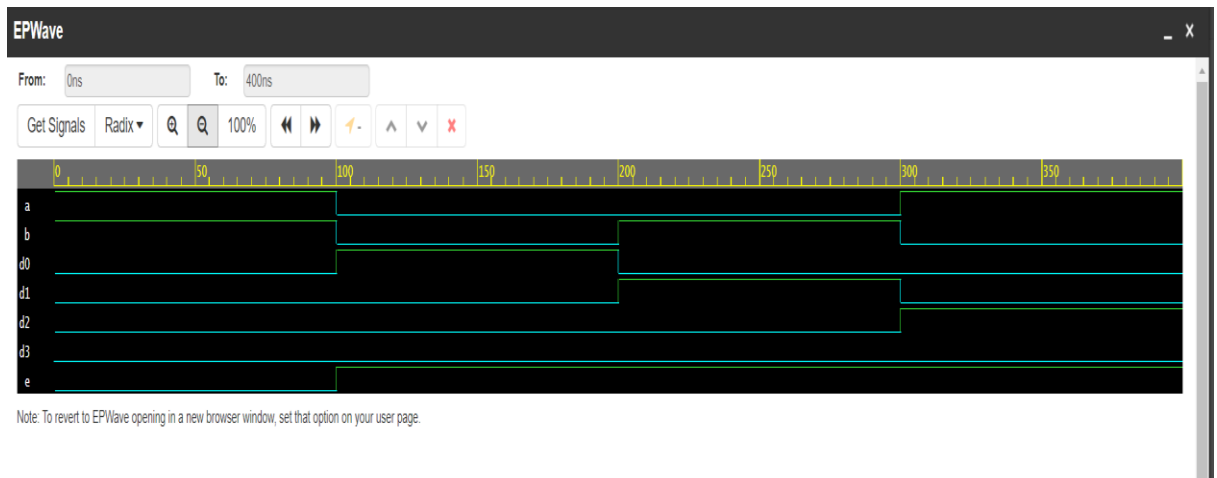 EPWave
From: 0ns To: 400ns
Get Signals Radix 100% -
0 50 100 150 200 250 300 350
a
b
d0
d1
d2
d3
e
Note: To revert to EPWave opening in a new browser window, set that option on your user page.